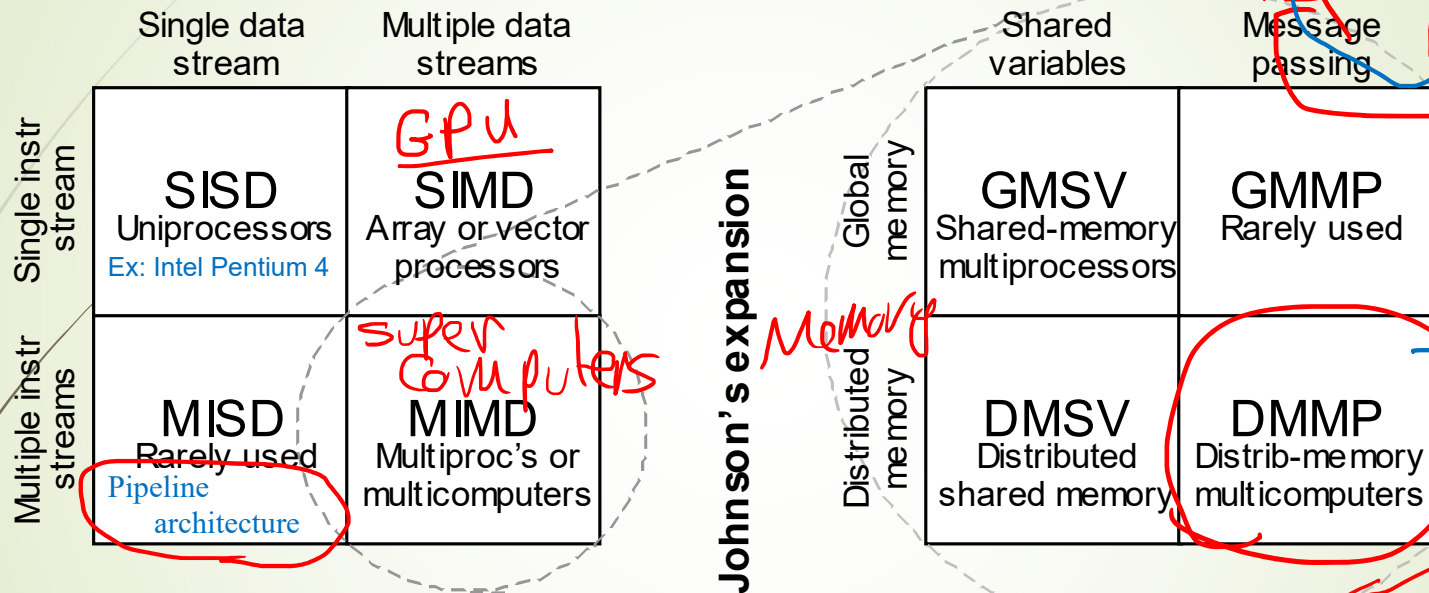 Single data
stream
Multiple data
streams
Single instr
stream
GPU
SISD
Uniprocessors
Ex: Intel Pentium 4
SIMD
Array or vector
processors
Multiple instr
streams
super
computers
MISD
Rarely used
Pipeline
architecture
MIMD
Multiproc's or
multicomputers
Johnson's expansion
Shared
variables
Message
passing
Global
memory
GMSV
Shared-memory
multiprocessors
GMMP
Rarely used
Memory
Distributed
memory
DMSV
Distributed
shared memory
DMMP
Distrib-memory
multicomputers